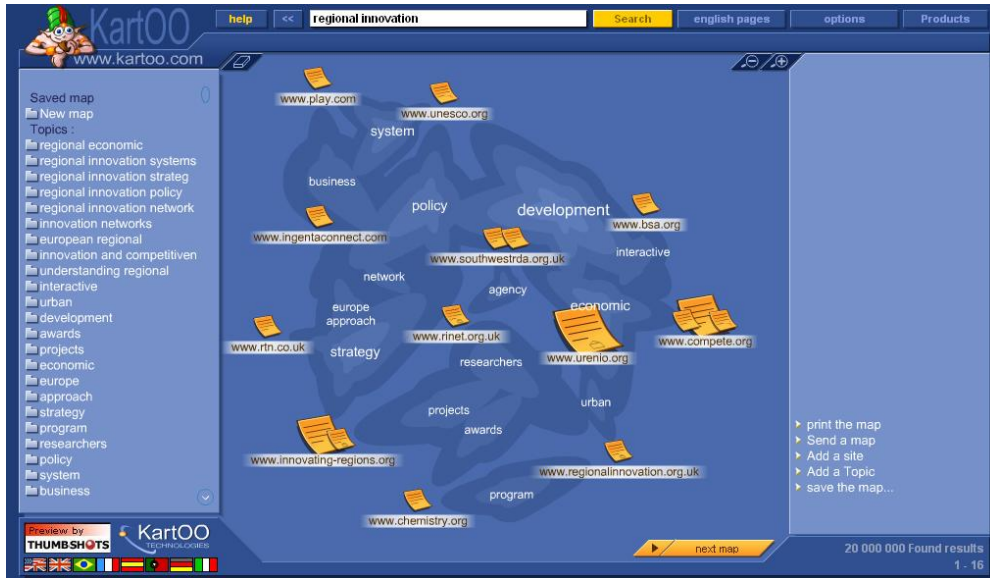 KartOO
www.kartoo.com
help
<<
regional innovation
Search
english pages
options
Products
Saved map
New map
Topics :
regional economic
regional innovation systems
regional innovation strateg
regional innovation policy
regional innovation network
innovation networks
european regional
innovation and competitiven
understanding regional
interactive
urban
development
awards
projects
economic
europe
approach
strategy
program
researchers
policy
system
business
www.play.com
www.unesco.org
system
business
policy
development
www.bsa.org
www.ingentaconnect.com
interactive
www.southwestrda.org.uk
network
agency
europe
approach
economic
www.rtn.co.uk
www.rinet.org.uk
www.compete.org
strategy
www.urenio.org
researchers
urban
projects
awards
www.innovating-regions.org
www.regionalinnovation.org.uk
program
www.chemistry.org
print the map
Send a map
Add a site
Add a Topic
save the map...
next map
20 000 000 Found results
1 - 16
Preview by
THUMBSHOTS
KartOO
TECHNOLOGIES